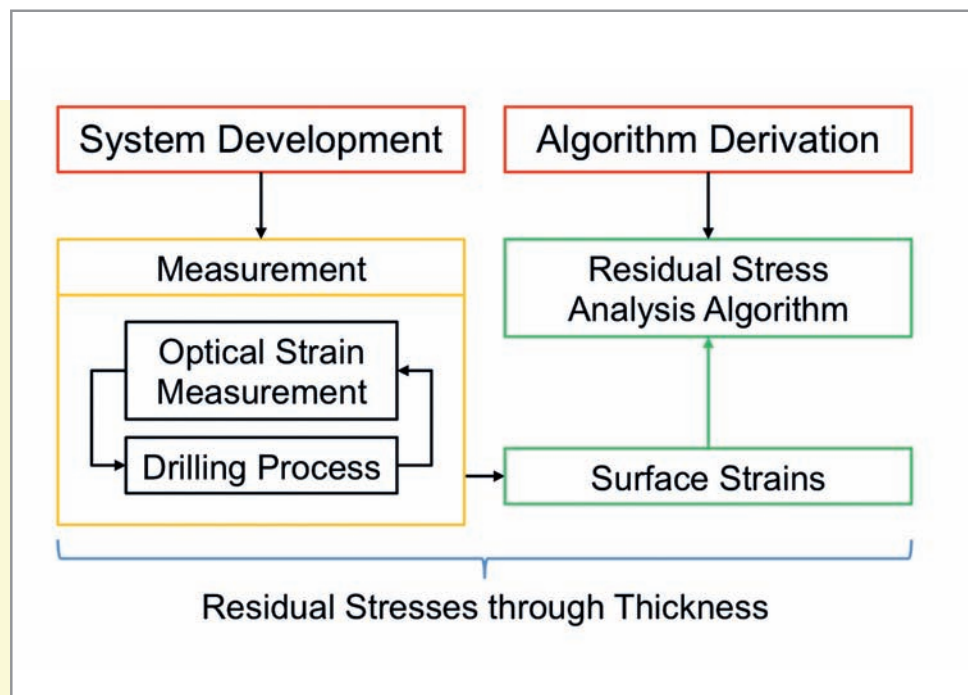 System Development
Algorithm Derivation
Measurement
Optical Strain
Measurement
Drilling Process
Residual Stress
Analysis Algorithm
Surface Strains
Residual Stresses through Thickness